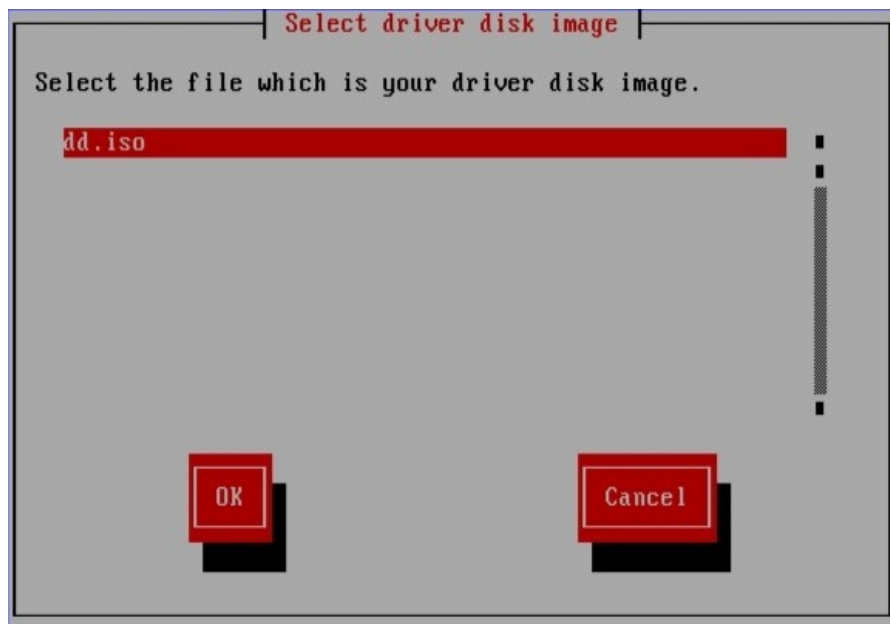 Select driver disk image
Select the file which is your driver disk image.
dd.iso
OK
Cancel